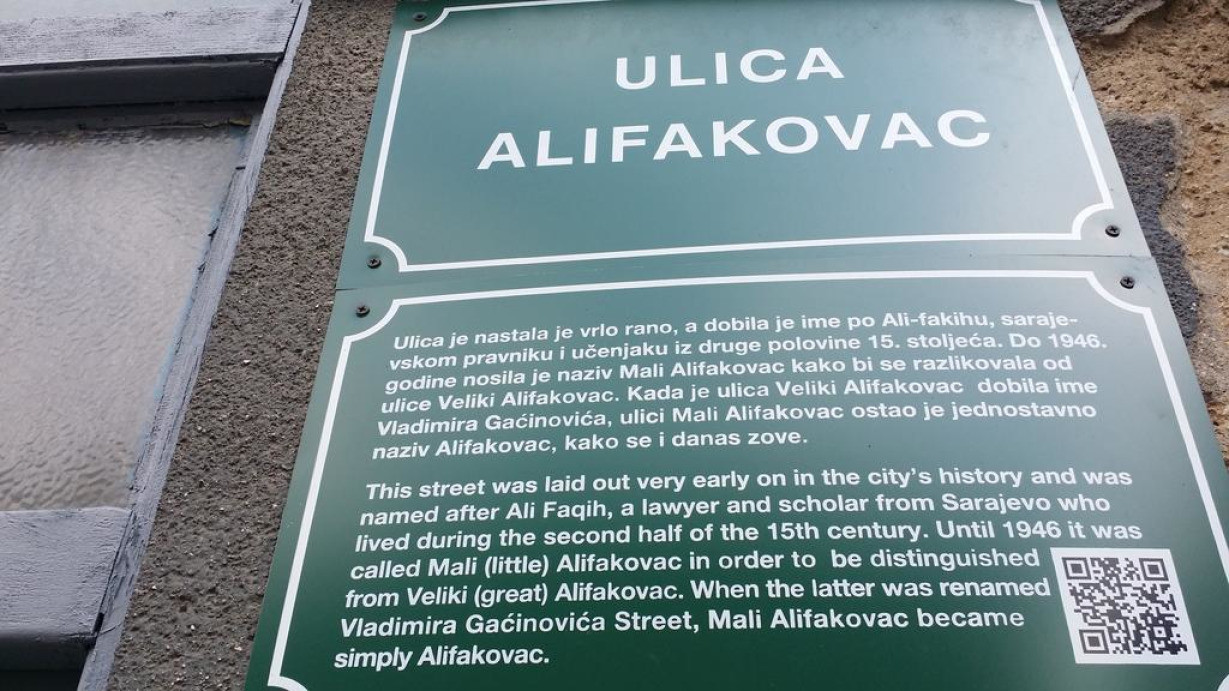 ULICA
ALIFAKOVAC
Ulica je nastala je vrlo rano, a dobila je ime po Ali-fakihu, saraje-
vskom pravniku i učenjaku iz druge polovine 15. stoljeća. Do 1946.
godine nosila je naziv Mali Alifakovac kako bi se razlikovala od
ulice Veliki Alifakovac. Kada je ulica Veliki Alifakovac dobila ime
Vladimira Gaćinovića, ulici Mali Alifakovac ostao je jednostavno
naziv Alifakovac, kako se i danas zove.
This street was laid out very early on in the city's history and was
named after Ali Faqih, a lawyer and scholar from Sarajevo who
lived during the second half of the 15th century. Until 1946 it was
called Mali (little) Alifakovac in order to be distinguished
from Veliki (great) Alifakovac. When the latter was renamed
Vladimira Gaćinovića Street, Mali Alifakovac became
simply Alifakovac.